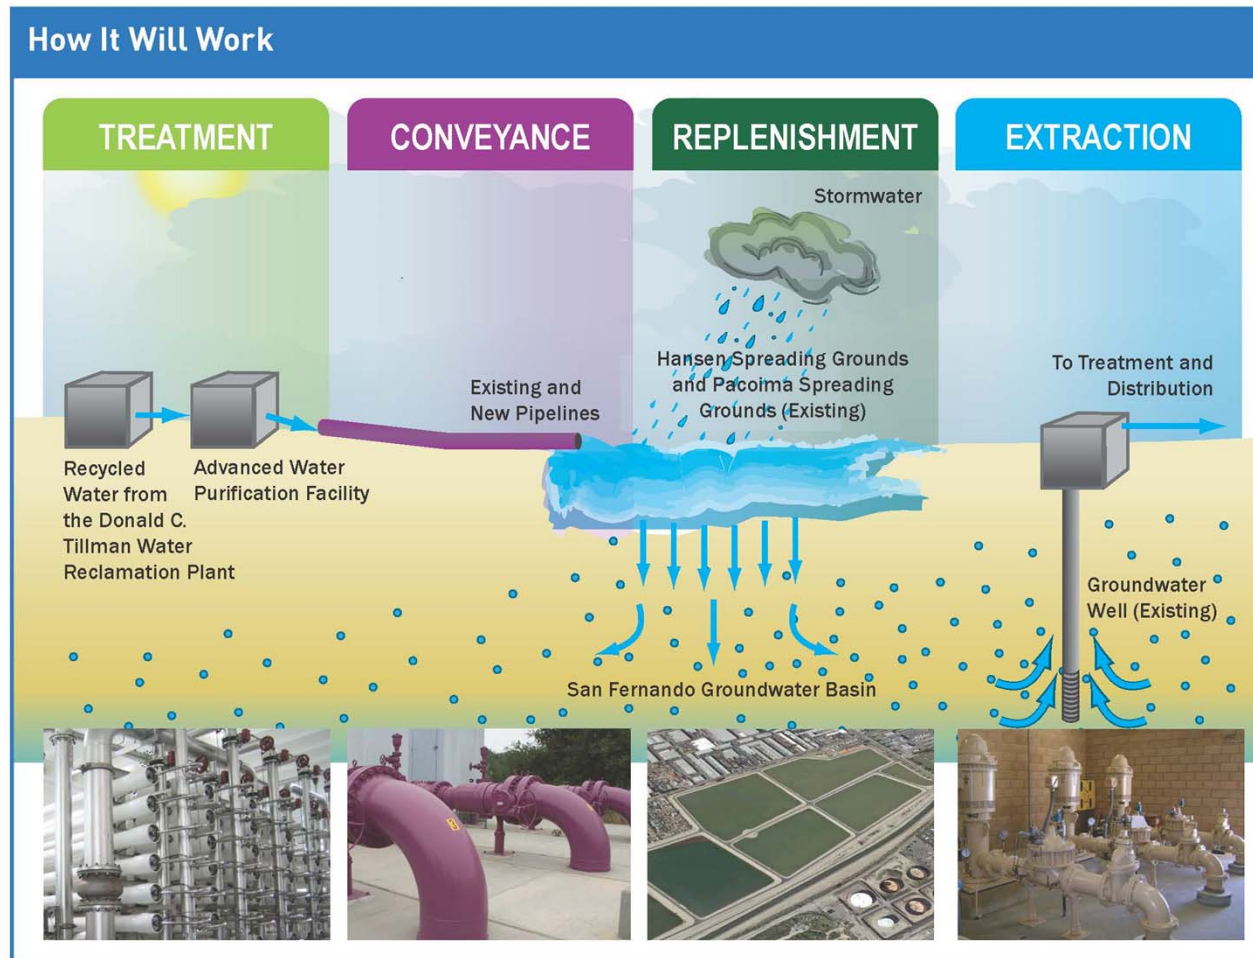 How It Will Work
TREATMENT
CONVEYANCE
REPLENISHMENT
EXTRACTION
Stormwater
Hansen Spreading Grounds
and Pacoima Spreading
Grounds (Existing)
To Treatment and
Distribution
Existing and
New Pipelines
Recycled
Water from
the Donald C.
Tillman Water
Reclamation Plant
Advanced Water
Purification Facility
Groundwater
Well (Existing)
San Fernando Groundwater Basin